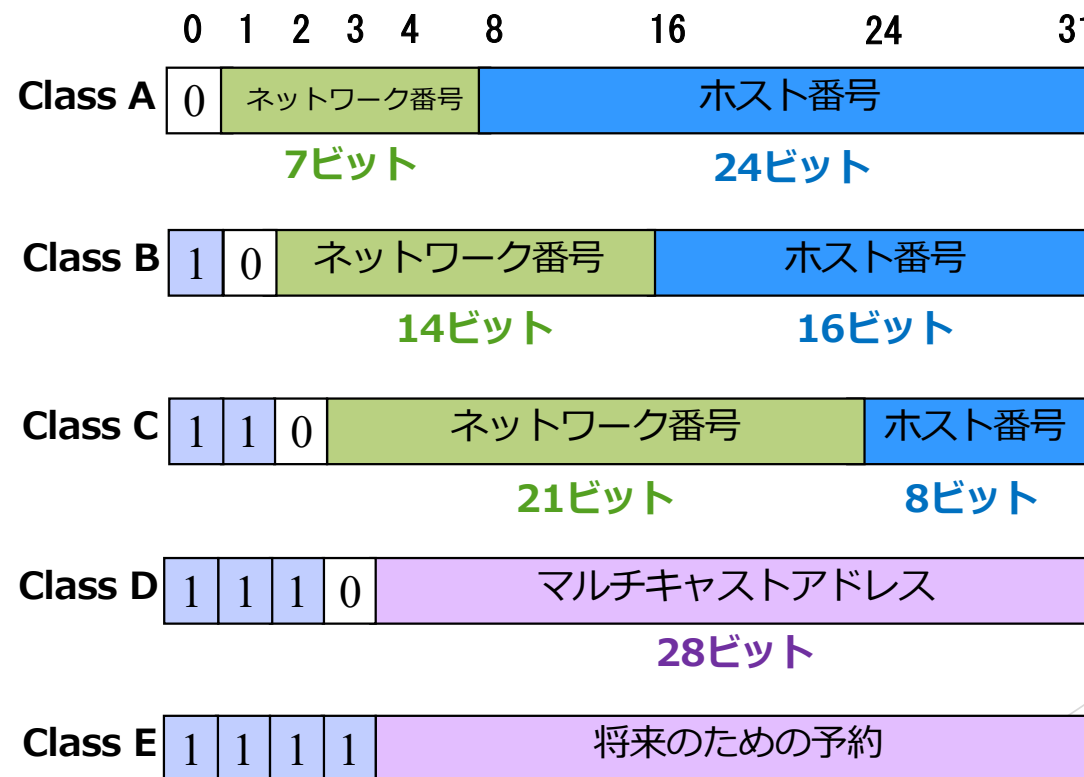 0 1 2 3 4 8 16 24 31
Class A 0 ネットワーク番号 ホスト番号
7ビット 24ビット
Class B 1 0 ネットワーク番号 ホスト番号
14ビット 16ビット
Class C 1 1 0 ネットワーク番号 ホスト番号
21ビット 8ビット
Class D 1 1 1 0 マルチキャストアドレス
28ビット
Class E 1 1 1 1 将来のための予約